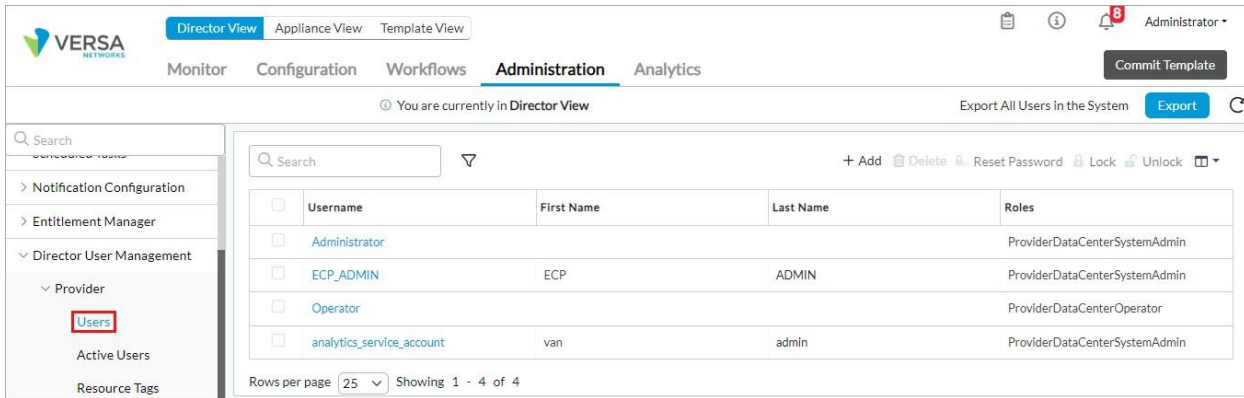 VERSA
NETWORKS
Director View Appliance View Template View
8
Administrator
Monitor Configuration Workflows Administration Analytics
Commit Template
You are currently in Director View
Export All Users in the System Export
Search
Scheduled Tasks
Notification Configuration
Entitlement Manager
Director User Management
Provider
Users
Active Users
Resource Tags
Search
+ Add Delete Reset Password Lock Unlock
Username First Name Last Name Roles
Administrator ProviderDataCenterSystemAdmin
ECP_ADMIN ECP ADMIN ProviderDataCenterSystemAdmin
Operator ProviderDataCenterOperator
analytics_service_account van admin ProviderDataCenterSystemAdmin
Rows per page 25 Showing 1 - 4 of 4